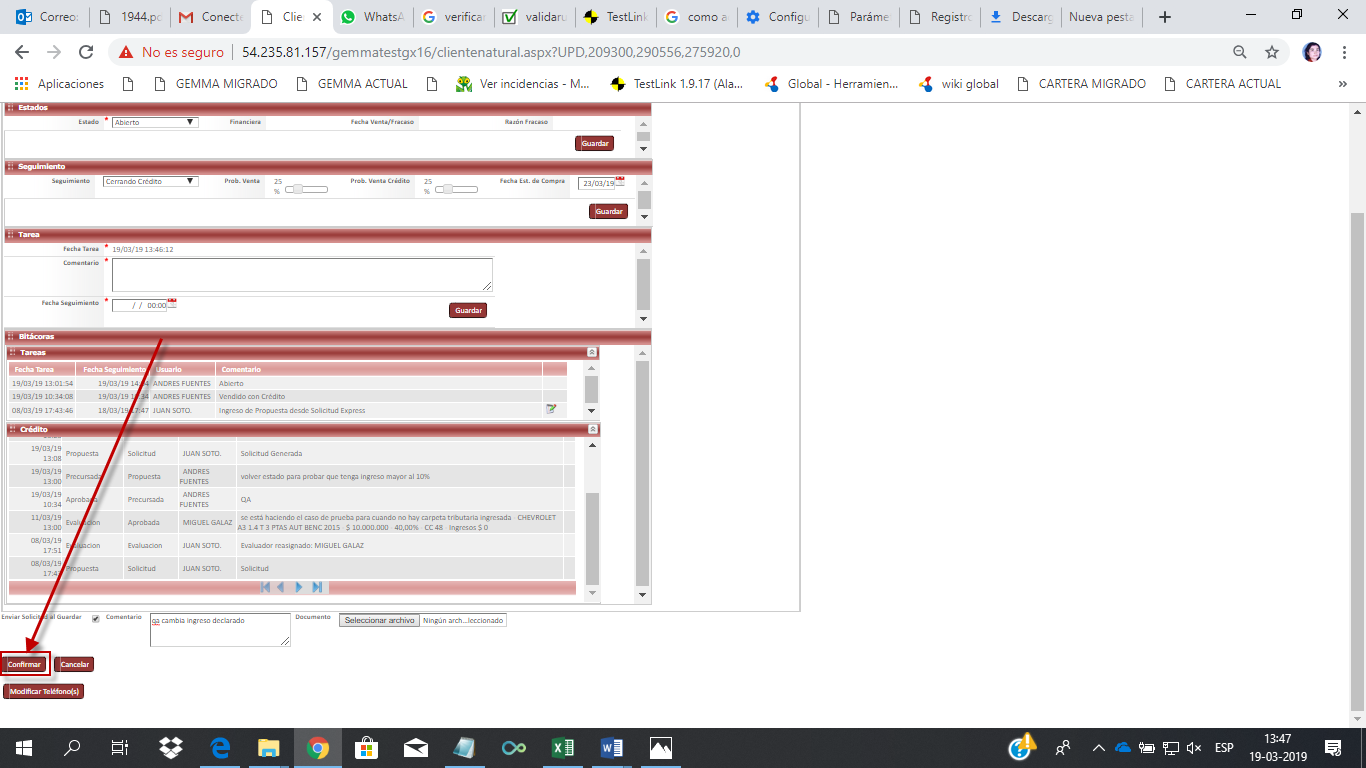 Correo:
1944.pd
Conecte
Clie
WhatsA
verificar
validaru
TestLink
como a
Configu
Paráme
Registro
Descarg
Nueva pesta
No es seguro
54.235.81.157/gemmatestgx16/clientenatural.aspx?UPD,209300,290556,275920,0
Aplicaciones
GEMMA MIGRADO
GEMMA ACTUAL
Ver incidencias - M...
TestLink 1.9.17 (Ala...
Global - Herramien...
wiki global
CARTERA MIGRADO
CARTERA ACTUAL
»
Estados
Estado * Abierto Financiera Fecha Venta/Fracaso Razón Fracaso
Guardar
Seguimiento
Seguimiento Cerrando Crédito Prob. Venta 25 % Prob. Venta Crédito 25 % Fecha Est. de Compra 23/03/19
Guardar
Tarea
Fecha Tarea * 19/03/19 13:46:12
Comentario *
Fecha Seguimiento * / / 00:00
Guardar
Bitácoras
Tareas
Fecha Tarea Fecha Seguimiento Usuario Comentario
19/03/19 13:01:54 19/03/19 14: ANDRES FUENTES Abierto
19/03/19 10:34:08 19/03/19 :34 ANDRES FUENTES Vendido con Crédito
08/03/19 17:43:46 18/03/19 :47 JUAN SOTO. Ingreso de Propuesta desde Solicitud Express
Crédito
19/03/19 13:08 Propuesta Solicitud JUAN SOTO. Solicitud Generada
19/03/19 13:00 Precursada Propuesta ANDRES FUENTES volver estado para probar que tenga ingreso mayor al 10%
19/03/19 10:34 Aprobada Precursada ANDRES FUENTES QA
11/03/19 13:00 Evaluacion Aprobada MIGUEL GALAZ se está haciendo el caso de prueba para cuando no hay carpeta tributaria ingresada - CHEVROLET
A3 1.4 T 3 PTAS AUT BENC 2015 - $ 10.000.000 - 40,00% - CC 48 - Ingresos $ 0
08/03/19 17:51 Evaluacion Evaluacion JUAN SOTO. Evaluador reasignado: MIGUEL GALAZ
08/03/19 17:4 Propuesta Solicitud JUAN SOTO. Solicitud
Enviar Solicitud al Guardar Comentario qa cambia ingreso declarado Documento Seleccionar archivo Ningún arch...leccionado
Confirmar Cancelar
Modificar Teléfono(s)
ESP
13:47
19-03-2019